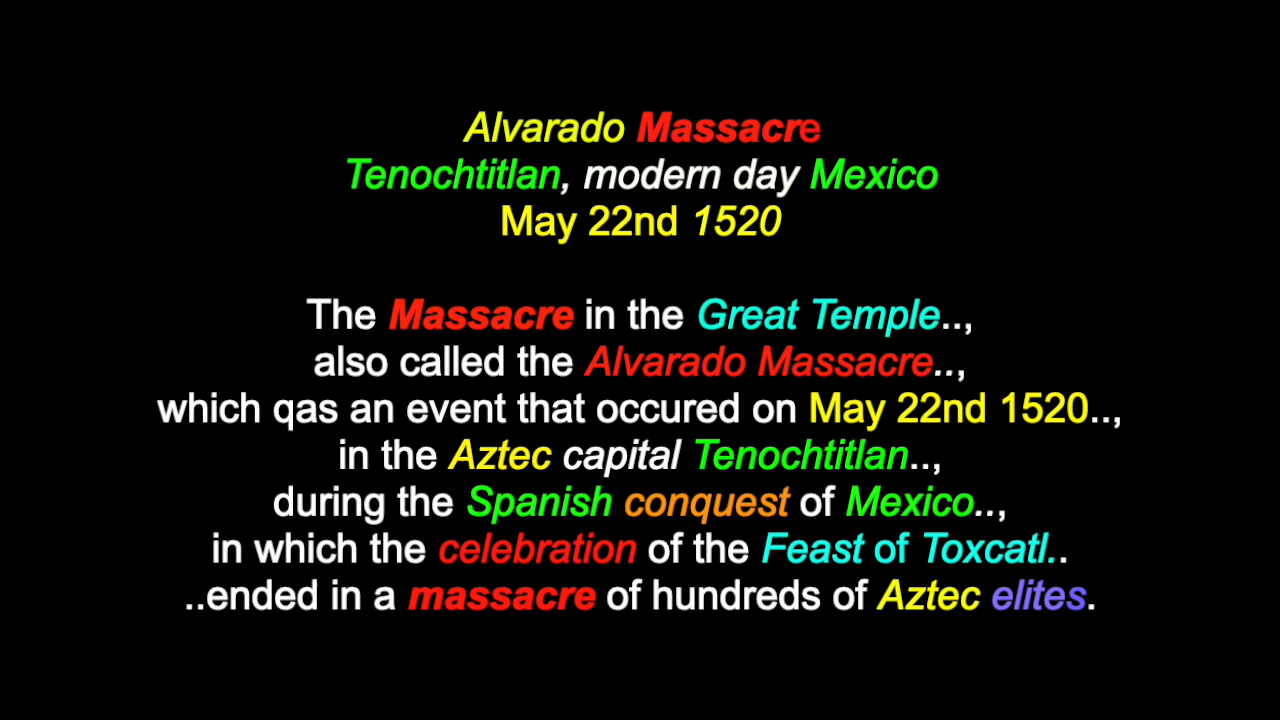 Alvarado Massacre
Tenochtitlan, modern day Mexico
May 22nd 1520
The Massacre in the Great Temple..,
also called the Alvarado Massacre..,
which qas an event that occured on May 22nd 1520..,
in the Aztec capital Tenochtitlan..,
during the Spanish conquest of Mexico..,
in which the celebration of the Feast of Toxcatl..
..ended in a massacre of hundreds of Aztec elites.